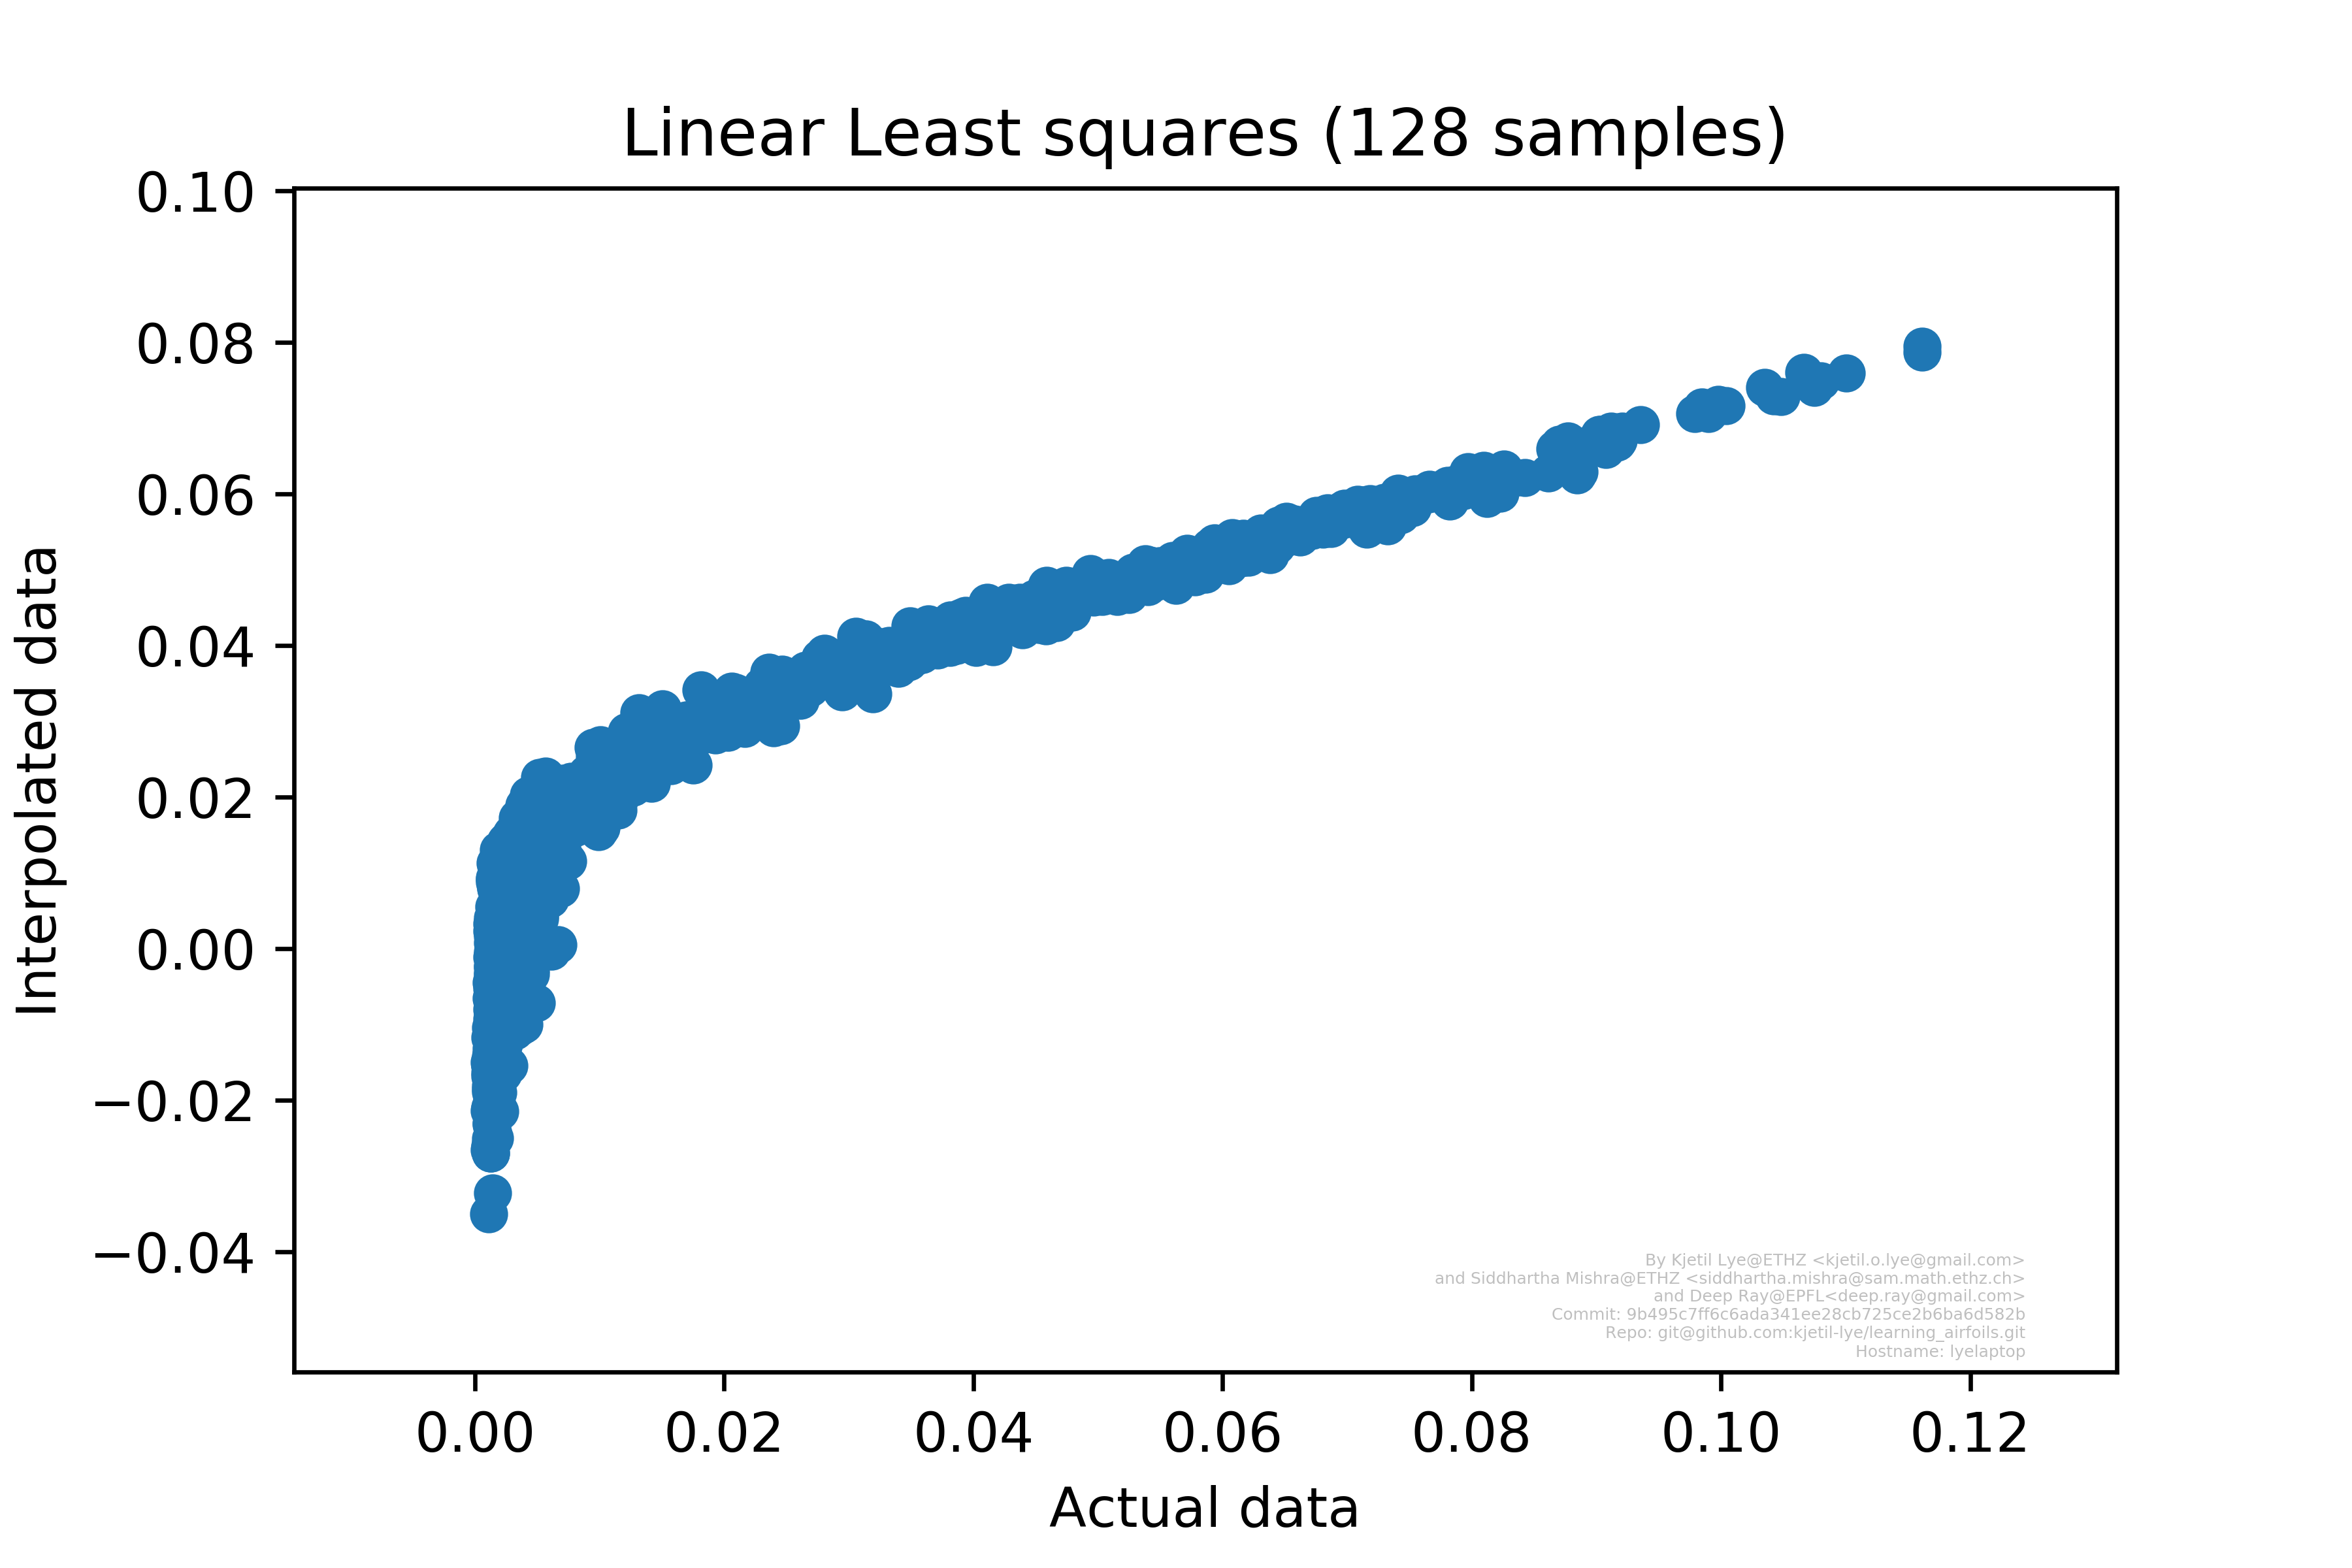 Linear Least squares (128 samples)
0.10
0.08
0.06
0.04
0.02
0.00
−0.02
−0.04
Interpolated data
0.00
0.02
0.04
0.06
0.08
0.10
0.12
Actual data
By Kjetil Lye@ETHZ <kjetil.o.lye@gmail.com>
and Siddhartha Mishra@ETHZ <siddhartha.mishra@sam.math.ethz.ch>
and Deep Ray@EPFL<deep.ray@gmail.com>
Commit: 9b495c7ff6c6ada341ee28cb725ce2b6ba6d582b
Repo: git@github.com:kjetil-lye/learning_airfoils.git
Hostname: lyelaptop